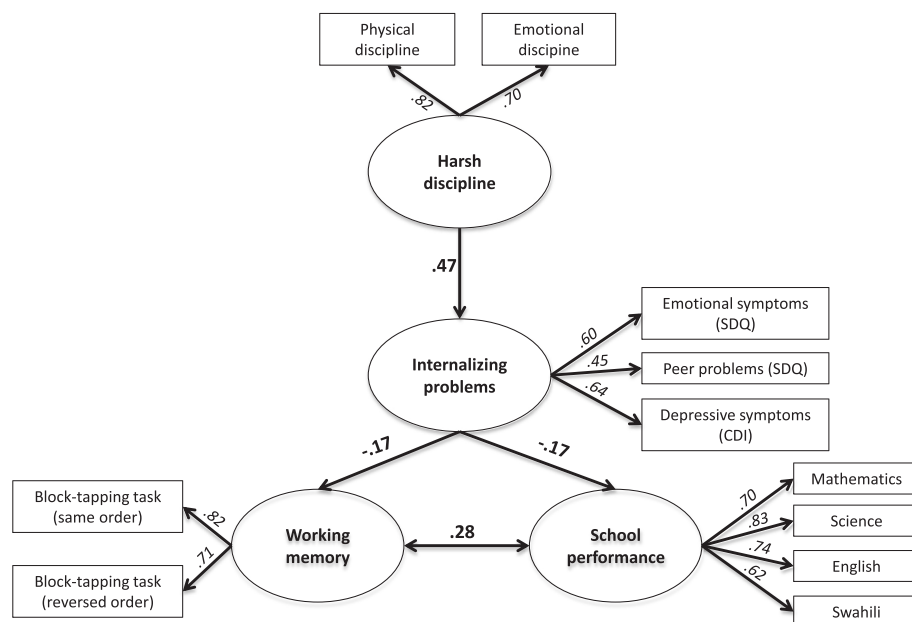 Physical
discipline
Emotional
discipine
.82
.70
Harsh
discipline
.47
Internalizing
problems
.60
.45
.64
Emotional symptoms
(SDQ)
Peer problems (SDQ)
Depressive symptoms
(CDI)
-.17
-.17
Block-tapping task
(same order)
Block-tapping task
(reversed order)
.82
.71
Working
memory
.28
School
performance
.70
.83
.74
.62
Mathematics
Science
English
Swahili